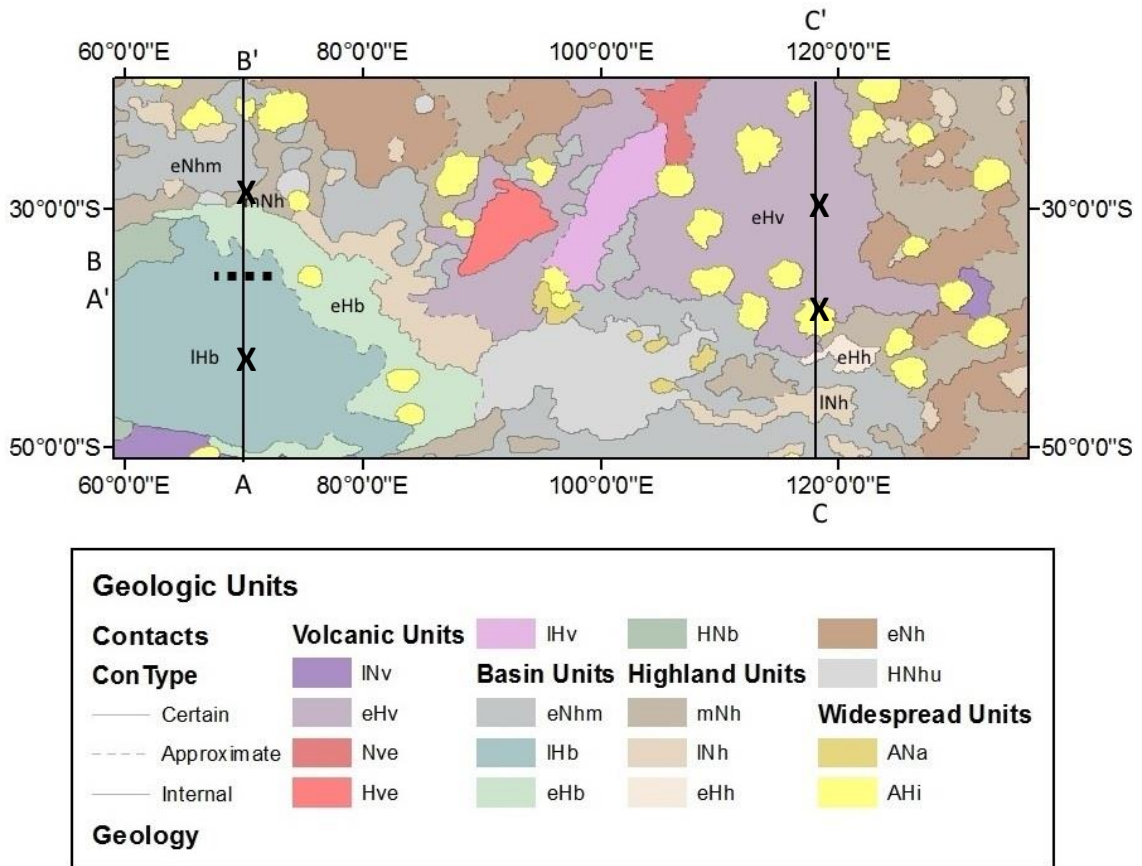 C'
60°0'0"E 80°0'0"E 100°0'0"E 120°0'0"E
B'
eNhm
X mNh X
30°0'0"S eHv 30°0'0"S
B
A'
eHb
X
lHb X eHh
lNh
50°0'0"S 50°0'0"S
60°0'0"E 80°0'0"E 100°0'0"E 120°0'0"E
A C
Geologic Units
Contacts Volcanic Units lHv HNb eNh
ConType lNv Basin Units Highland Units HNhu
Certain eHv eNhm mNh Widespread Units
Approximate Nve lHb lNh ANa
Internal Hve eHb eHh AHi
Geology